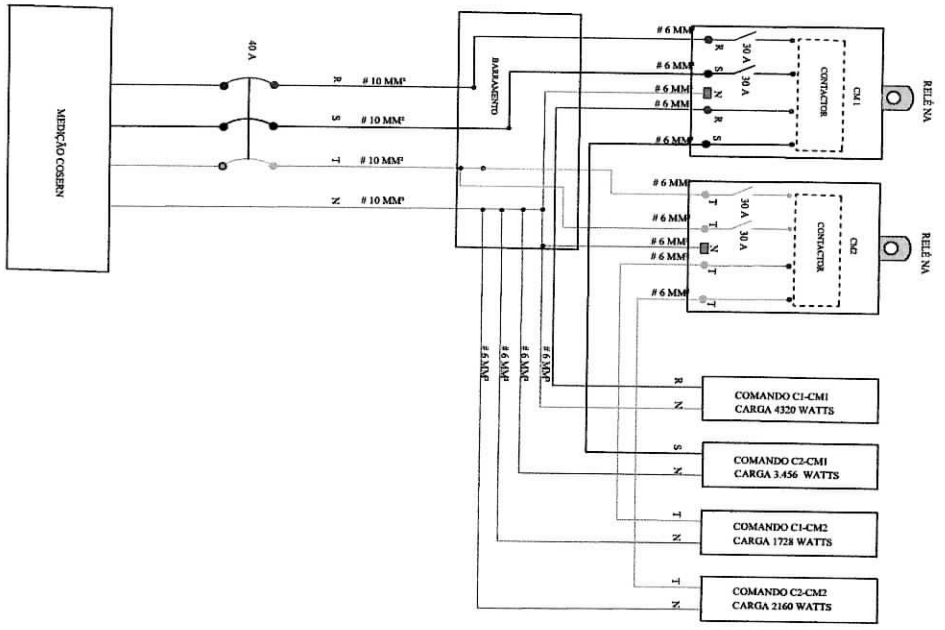 MEDIÇÃO COSERN
40 A
R
# 10 MM²
S
# 10 MM²
T
# 10 MM²
N
# 10 MM²
BARRAMENTO
# 6 MM²
# 6 MM²
# 6 MM²
# 6 MM²
# 6 MM²
R
S
N
R
S
30 A
30 A
CONTACTOR
CM 1
RELÉ NA
# 6 MM²
# 6 MM²
# 6 MM²
# 6 MM²
# 6 MM²
T
T
N
T
T
30 A
30 A
CONTACTOR
CM2
RELÉ NA
# 6 MM²
# 6 MM²
# 6 MM²
# 6 MM²
R
N
COMANDO C1-CM1
CARGA 4320 WATTS
S
N
COMANDO C2-CM1
CARGA 3.456 WATTS
T
N
COMANDO C1-CM2
CARGA 1728 WATTS
T
N
COMANDO C2-CM2
CARGA 2160 WATTS